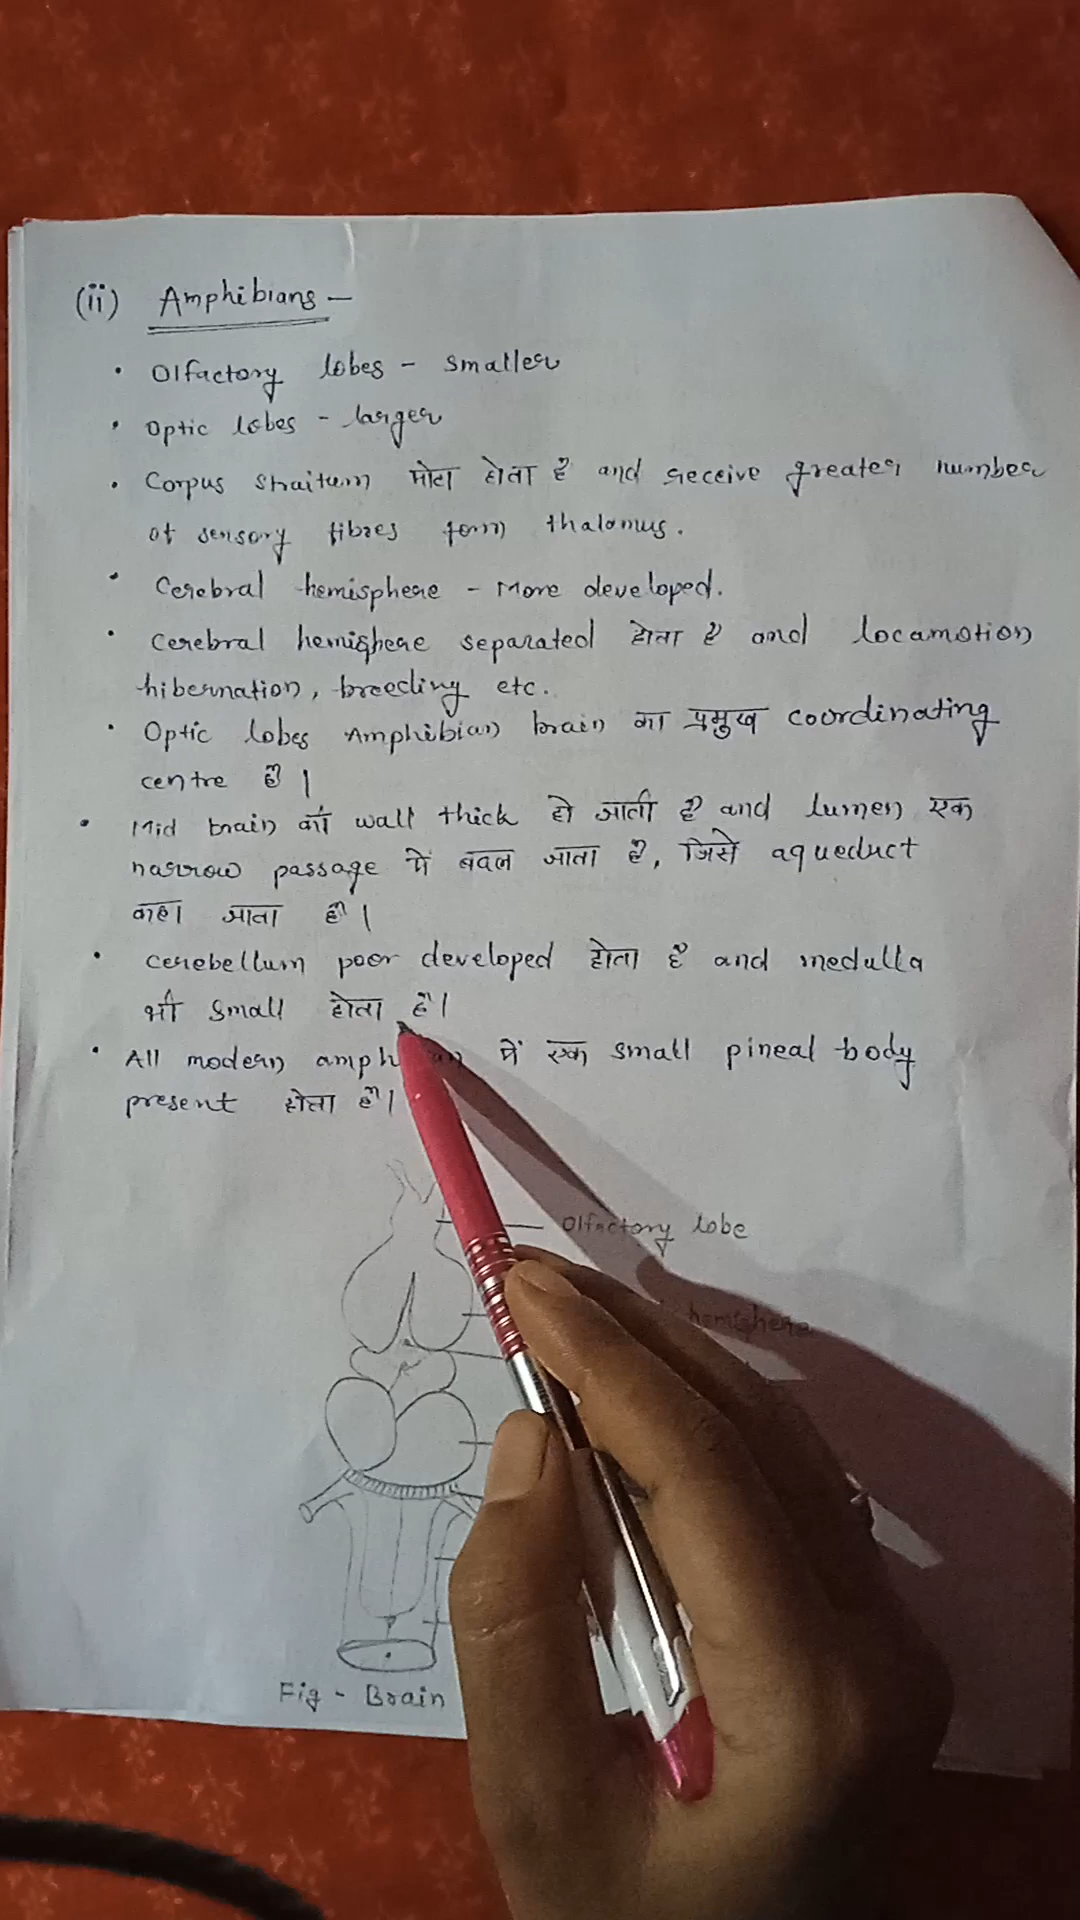 (ii) Amphibians -
• Olfactory lobes - smaller
• Optic lobes - larger
• Corpus straitum मोटा होता है and receive greater number
of sensory fibres form thalamus.
• Cerebral hemisphere - More developed.
• Cerebral hemishere separated होता है and locamotion
hibernation, breeding etc.
• Optic lobes Amphibian brain का प्रमुख coordinating
centre है |
• Mid brain की wall thick हो जाती है and lumen एक
narrow passage में बदल जाता है, जिसे aqueduct
कहा जाता है |
• Cerebellum poor developed होता है and medulla
भी small होता है |
• All modern में एक small pineal body
present होता है |
Olfactory lobe
hemishere
Fig - Brain